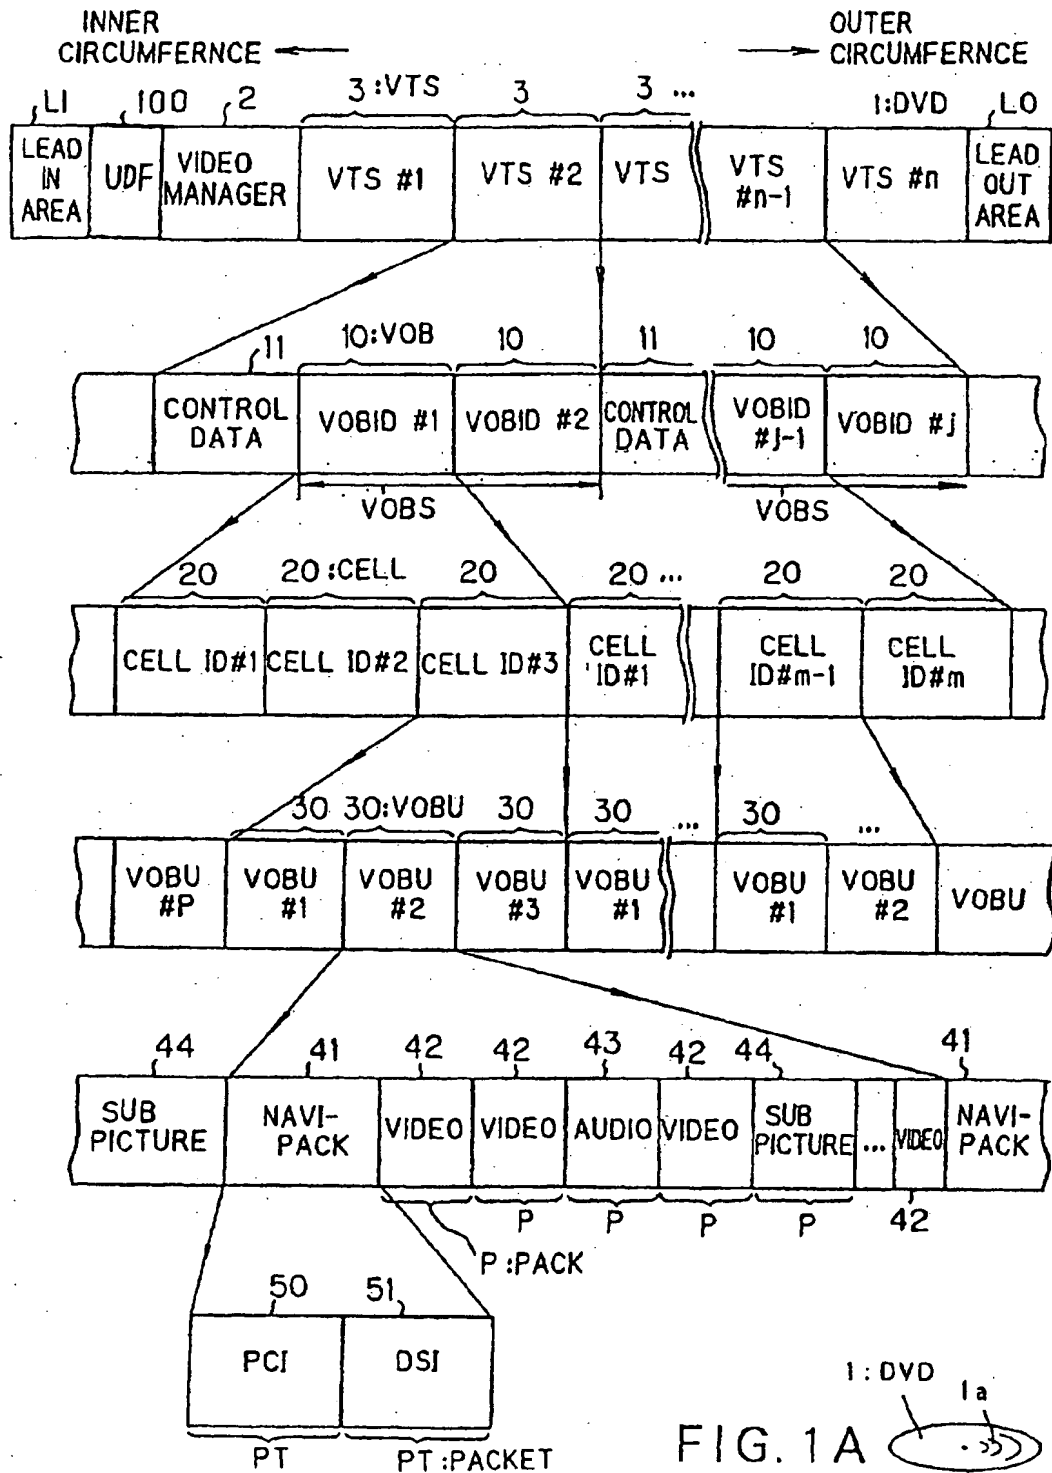 INNER CIRCUMFERNCE
OUTER CIRCUMFERNCE
LI 100 2 3:VTS 3 3 ... 1:DVD LO
LEAD IN AREA UDF VIDEO MANAGER VTS #1 VTS #2 VTS VTS #n-1 VTS #n LEAD OUT AREA
11 10:VOB 10 11 10 10
CONTROL DATA VOBID #1 VOBID #2 CONTROL DATA VOBID #j-1 VOBID #j
VOBS VOBS
20 20:CELL 20 20 ... 20 20
CELL ID#1 CELL ID#2 CELL ID#3 CELL ID#1 CELL ID#m-1 CELL ID#m
30 30:VOBU 30 30 ... 30 ...
VOBU #P VOBU #1 VOBU #2 VOBU #3 VOBU #1 VOBU #1 VOBU #2 VOBU
44 41 42 42 43 42 44 41
SUB PICTURE NAVI-PACK VIDEO VIDEO AUDIO VIDEO SUB PICTURE ... VIDEO NAVI-PACK
P P P P 42
P:PACK
50 51
PCI DSI
PT PT:PACKET
1:DVD 1a
FIG. 1A